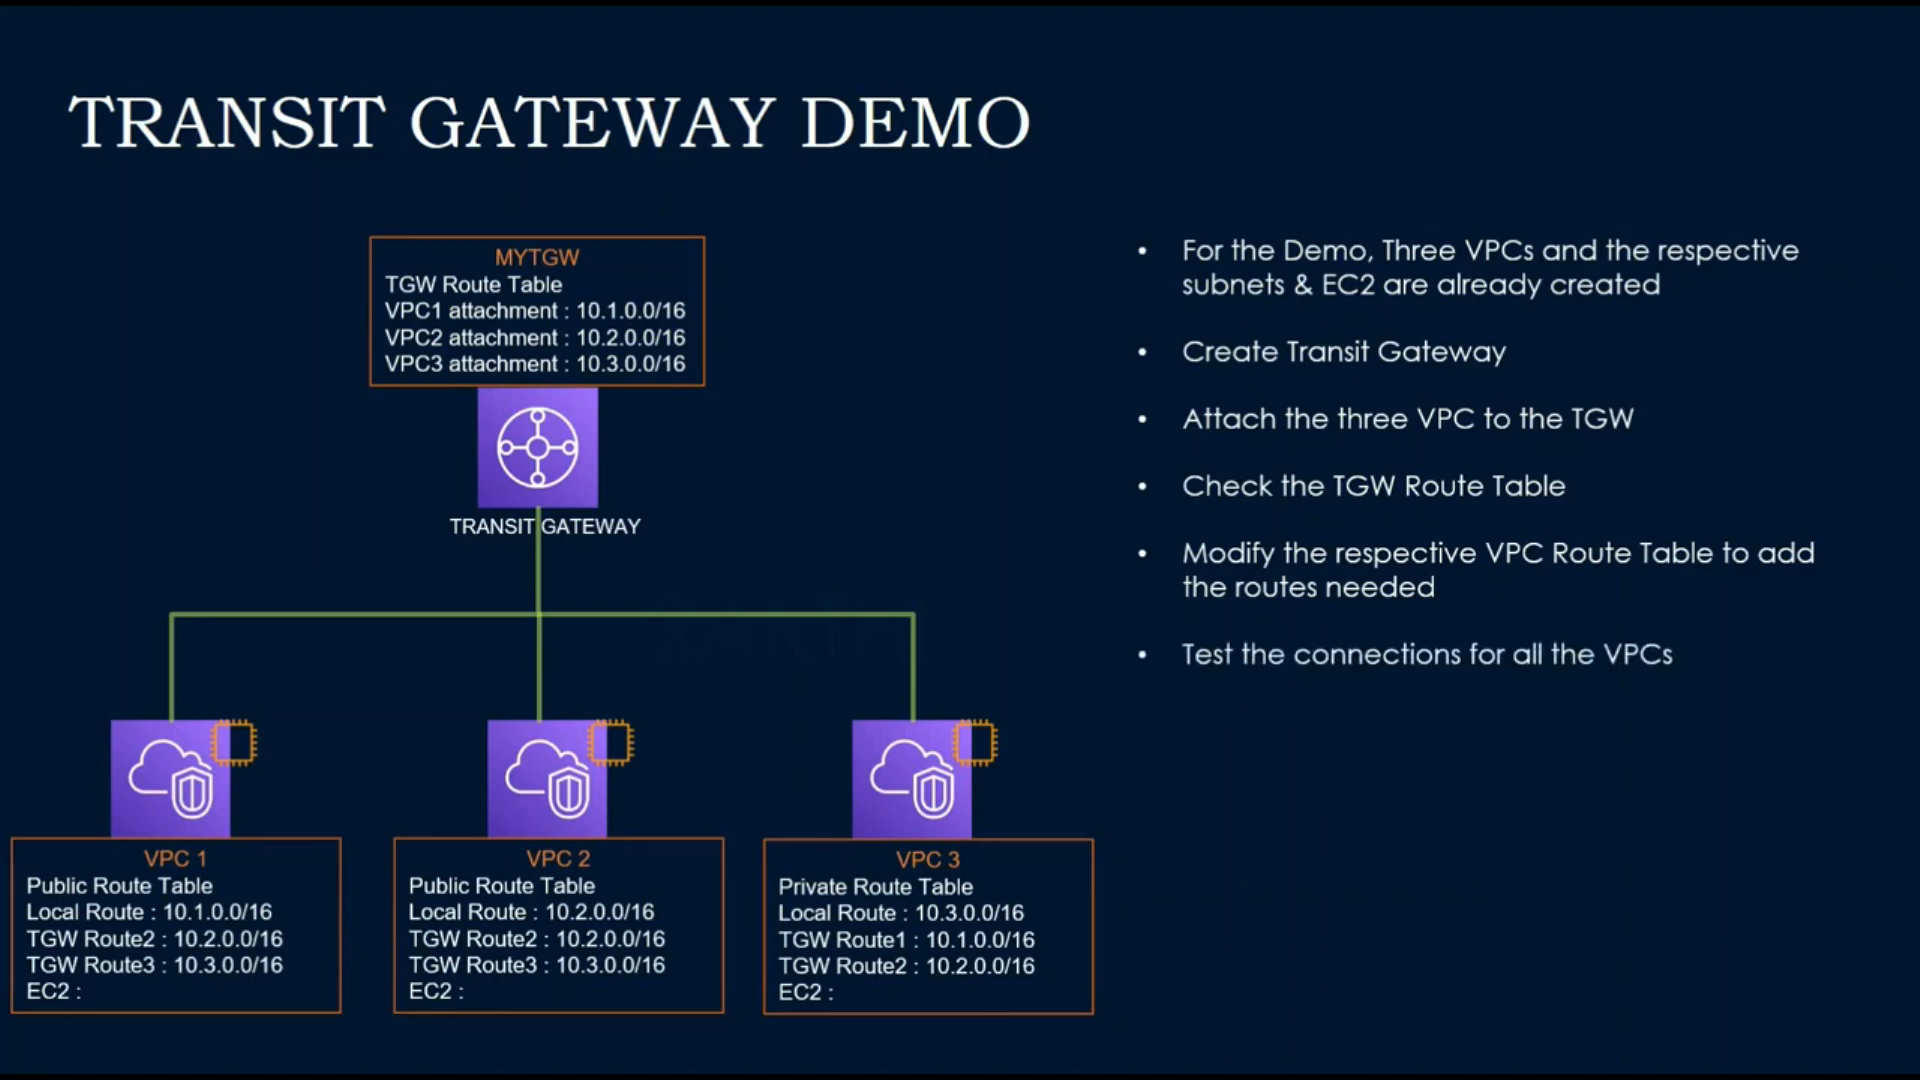 TRANSIT GATEWAY DEMO
MYTGW
TGW Route Table
VPC1 attachment : 10.1.0.0/16
VPC2 attachment : 10.2.0.0/16
VPC3 attachment : 10.3.0.0/16
TRANSIT GATEWAY
VPC 1
Public Route Table
Local Route : 10.1.0.0/16
TGW Route2 : 10.2.0.0/16
TGW Route3 : 10.3.0.0/16
EC2 :
VPC 2
Public Route Table
Local Route : 10.2.0.0/16
TGW Route2 : 10.2.0.0/16
TGW Route3 : 10.3.0.0/16
EC2 :
VPC 3
Private Route Table
Local Route : 10.3.0.0/16
TGW Route1 : 10.1.0.0/16
TGW Route2 : 10.2.0.0/16
EC2 :
• For the Demo, Three VPCs and the respective
subnets & EC2 are already created
• Create Transit Gateway
• Attach the three VPC to the TGW
• Check the TGW Route Table
• Modify the respective VPC Route Table to add
the routes needed
• Test the connections for all the VPCs